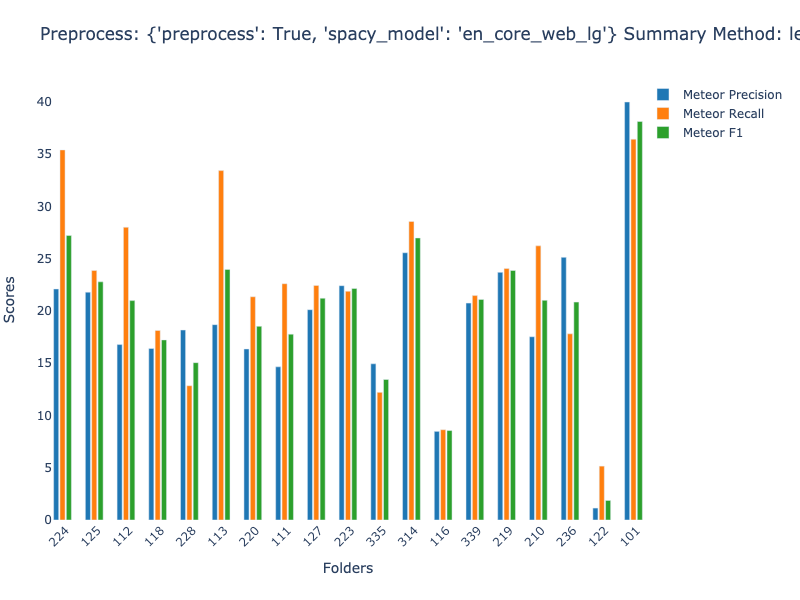 Preprocess: {'preprocess': True, 'spacy_model': 'en_core_web_lg'} Summary Method: le
Meteor Precision
Meteor Recall
Meteor F1
40
35
30
25
20
15
10
5
0
Scores
224 125 112 118 228 113 220 111 127 223 335 314 116 339 219 210 236 122 101
Folders